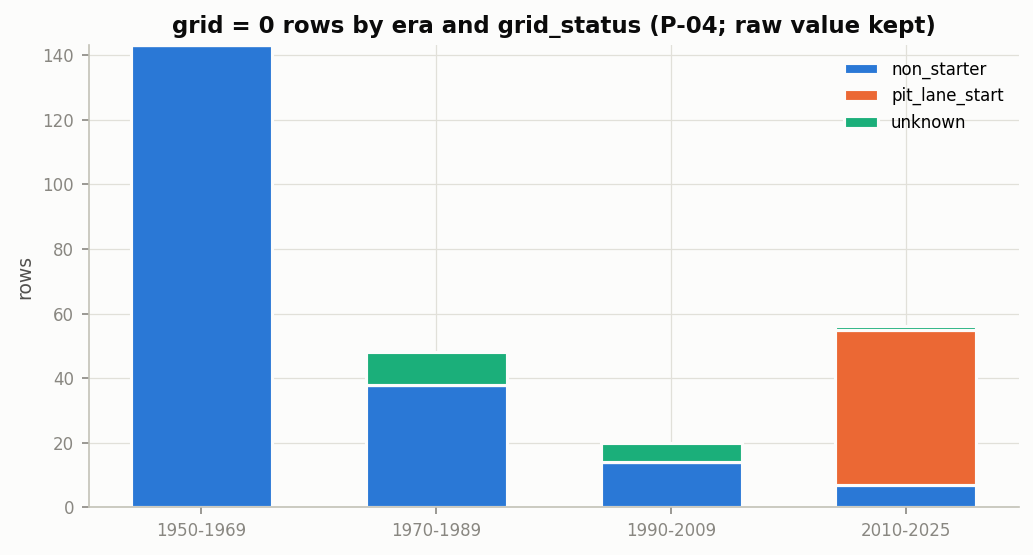 grid = 0 rows by era and grid_status (P-04; raw value kept)
non_starter
pit_lane_start
unknown
rows
140
120
100
80
60
40
20
0
1950-1969
1970-1989
1990-2009
2010-2025